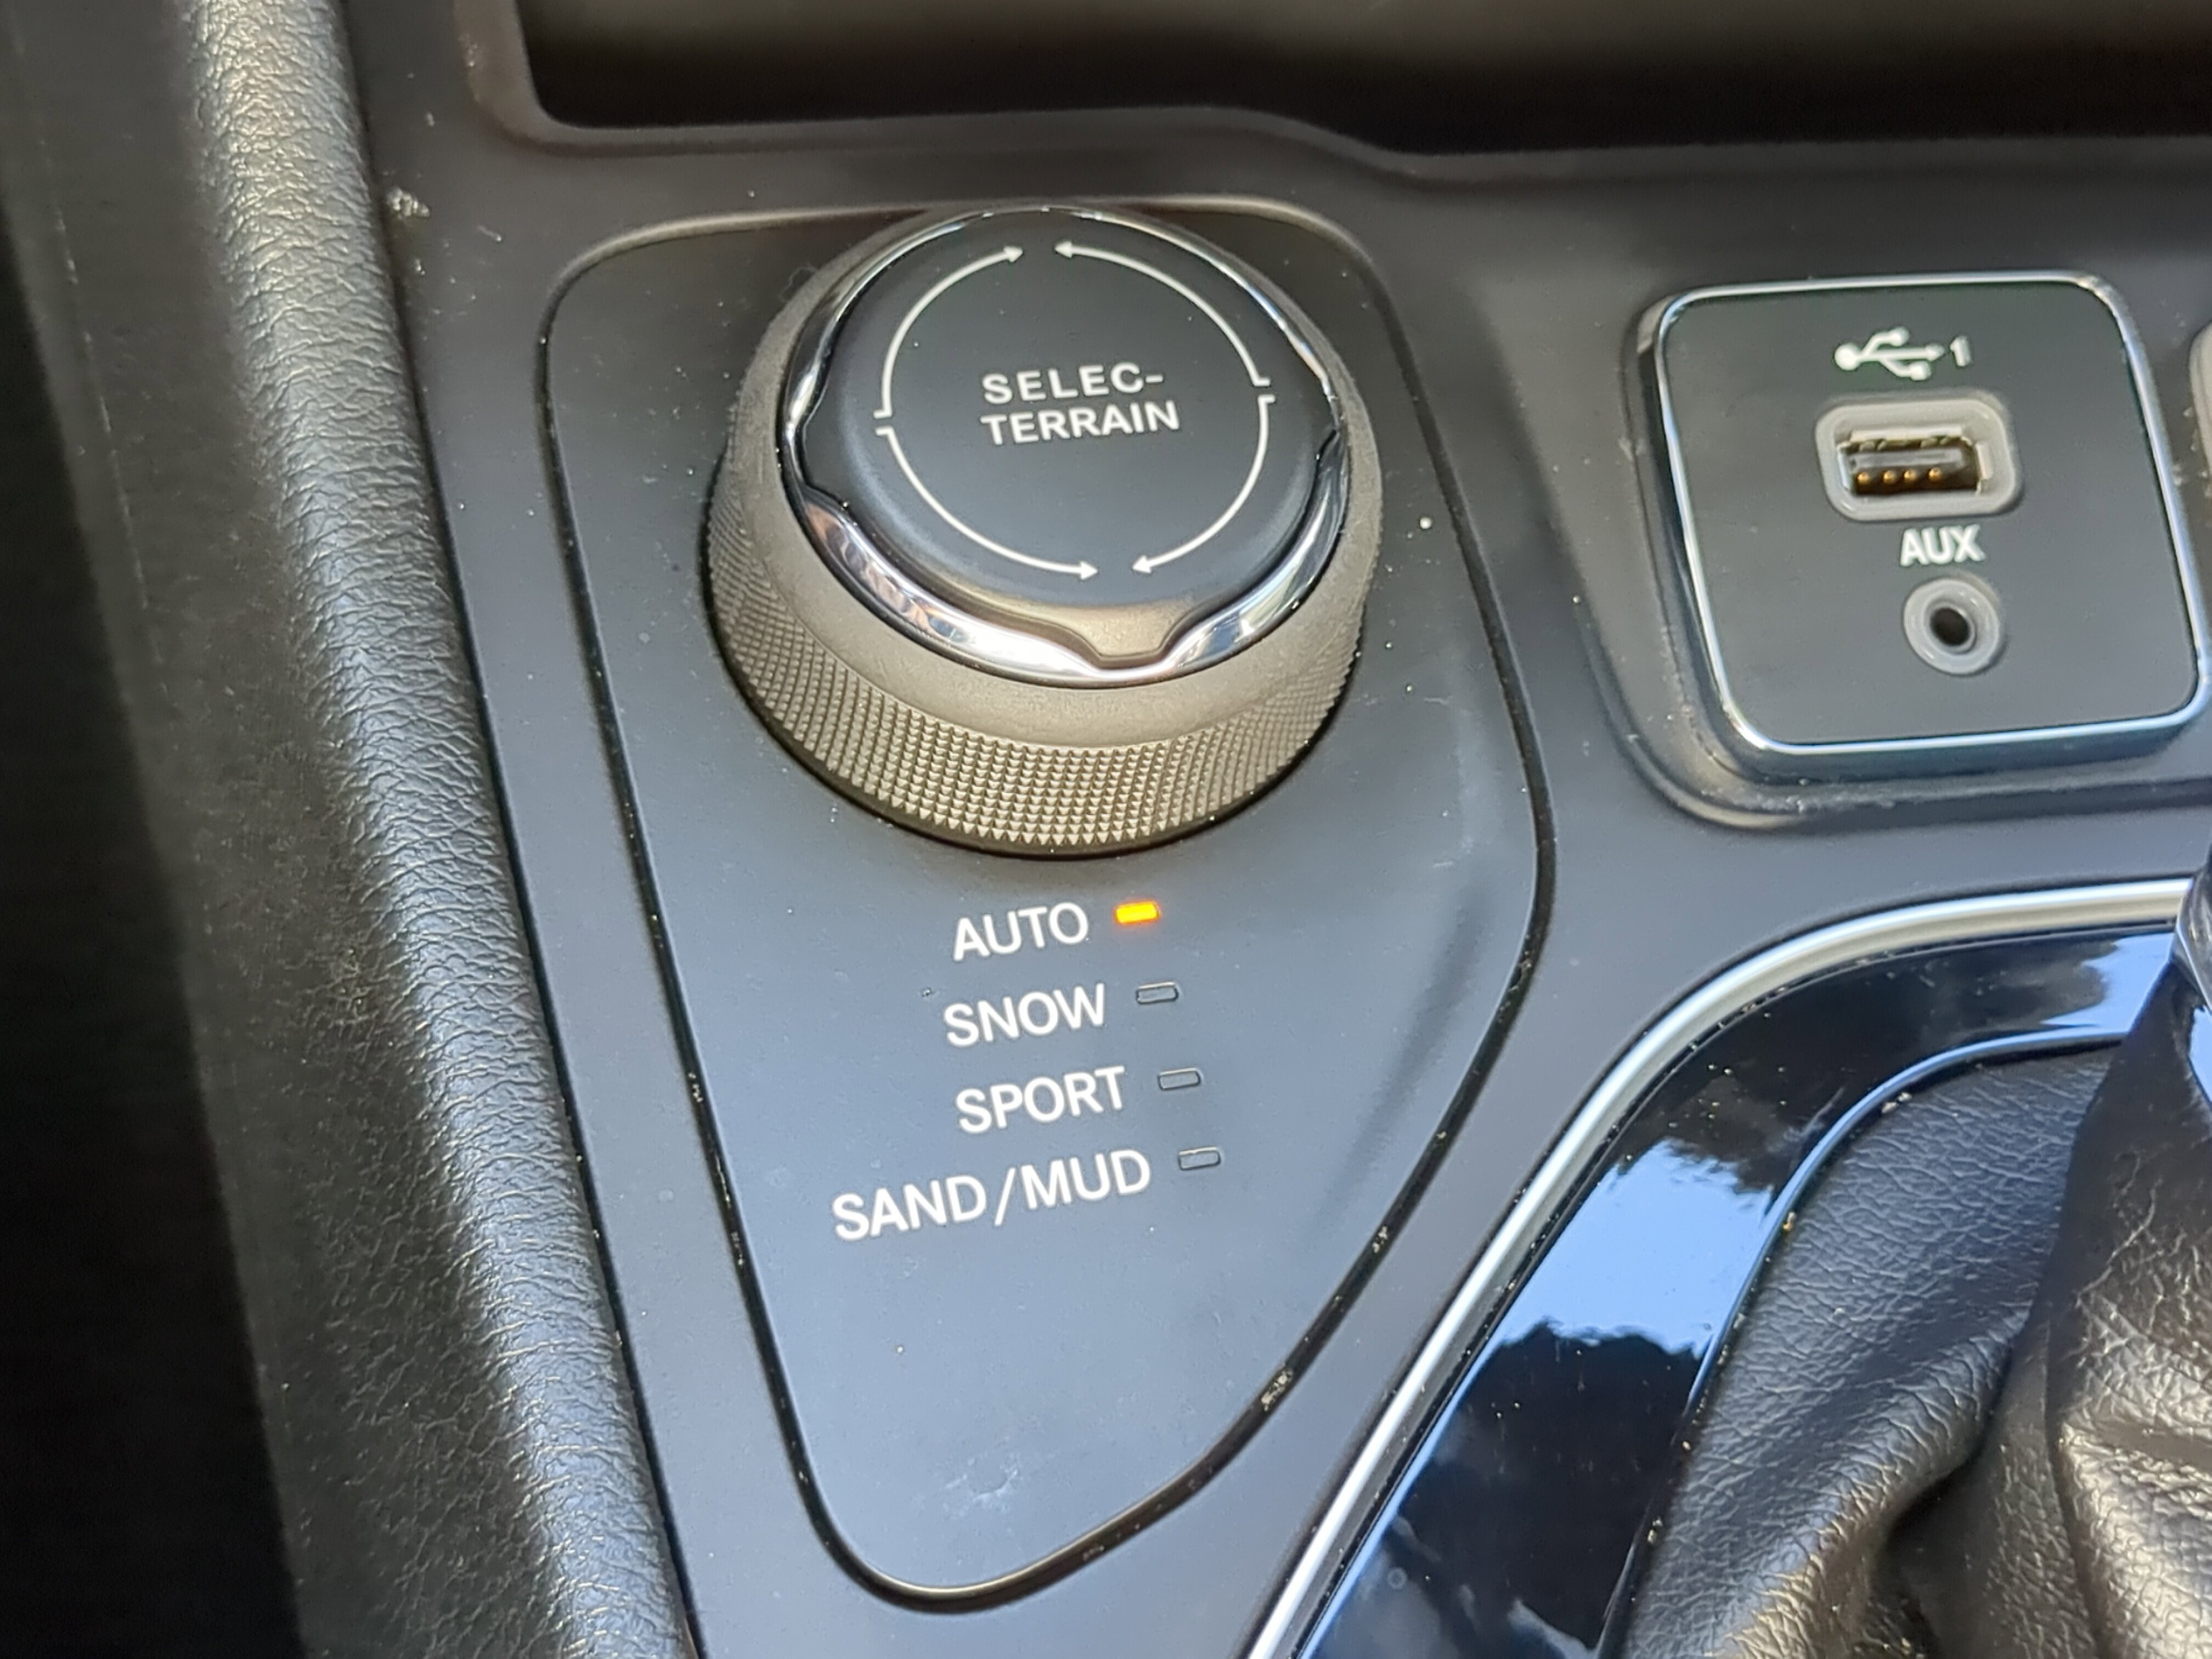 SELEC-
TERRAIN
1
AUX
AUTO
SNOW
SPORT
SAND/MUD